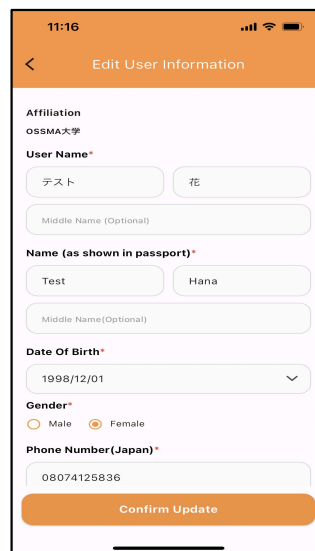 11:16
Edit User Information
Affiliation
OSSMA大学
User Name*
テスト 花
Middle Name (Optional)
Name (as shown in passport)*
Test Hana
Middle Name(Optional)
Date Of Birth*
1998/12/01
Gender*
Male Female
Phone Number(Japan)*
08074125836
Confirm Update